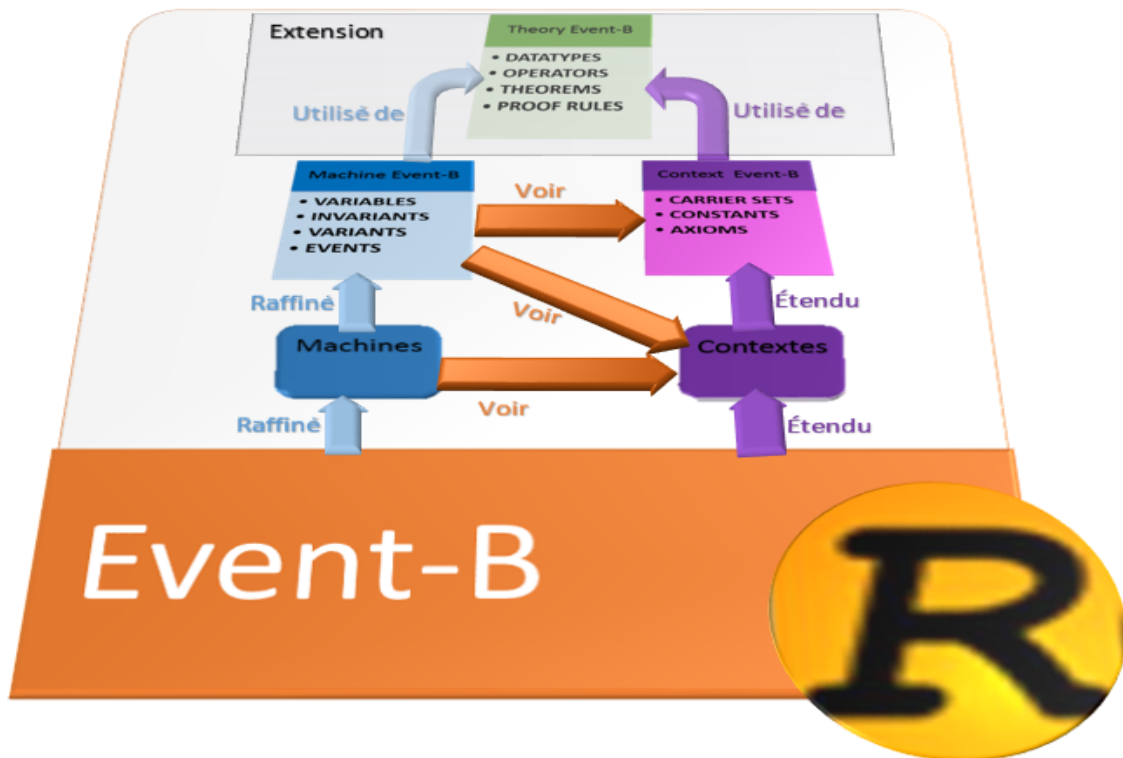 Extension
Theory Event-B
• DATATYPES
• OPERATORS
• THEOREMS
• PROOF RULES
Utilisé de
Utilisé de
Machine Event-B
• VARIABLES
• INVARIANTS
• VARIANTS
• EVENTS
Voir
Context Event-B
• CARRIER SETS
• CONSTANTS
• AXIOMS
Raffiné
Voir
Étendu
Machines
Contextes
Voir
Raffiné
Étendu
Event-B
R